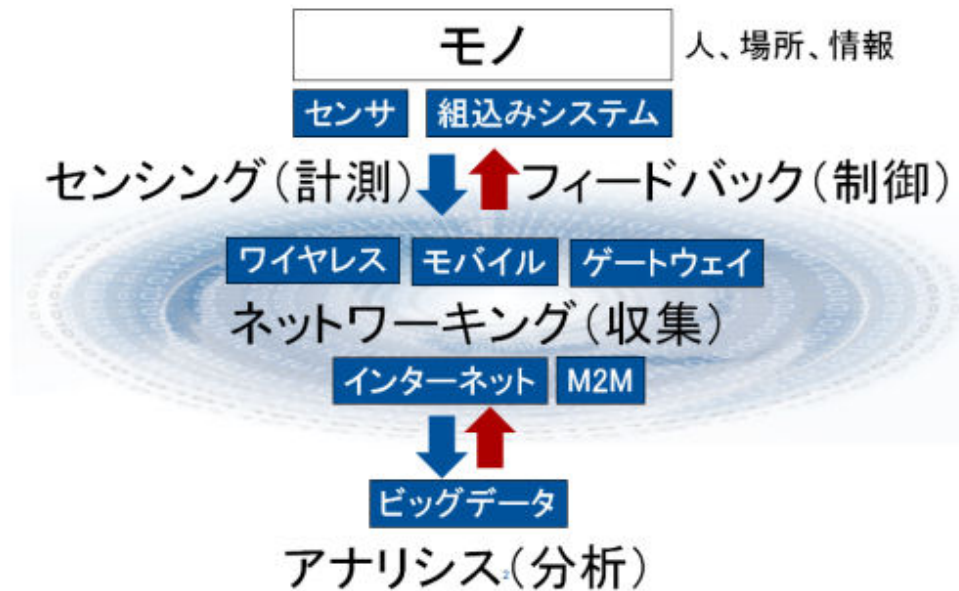 モノ 人、場所、情報
センサ 組込みシステム
センシング(計測) フィードバック(制御)
ワイヤレス モバイル ゲートウェイ
ネットワーキング(収集)
インターネット M2M
ビッグデータ
アナリシス2(分析)